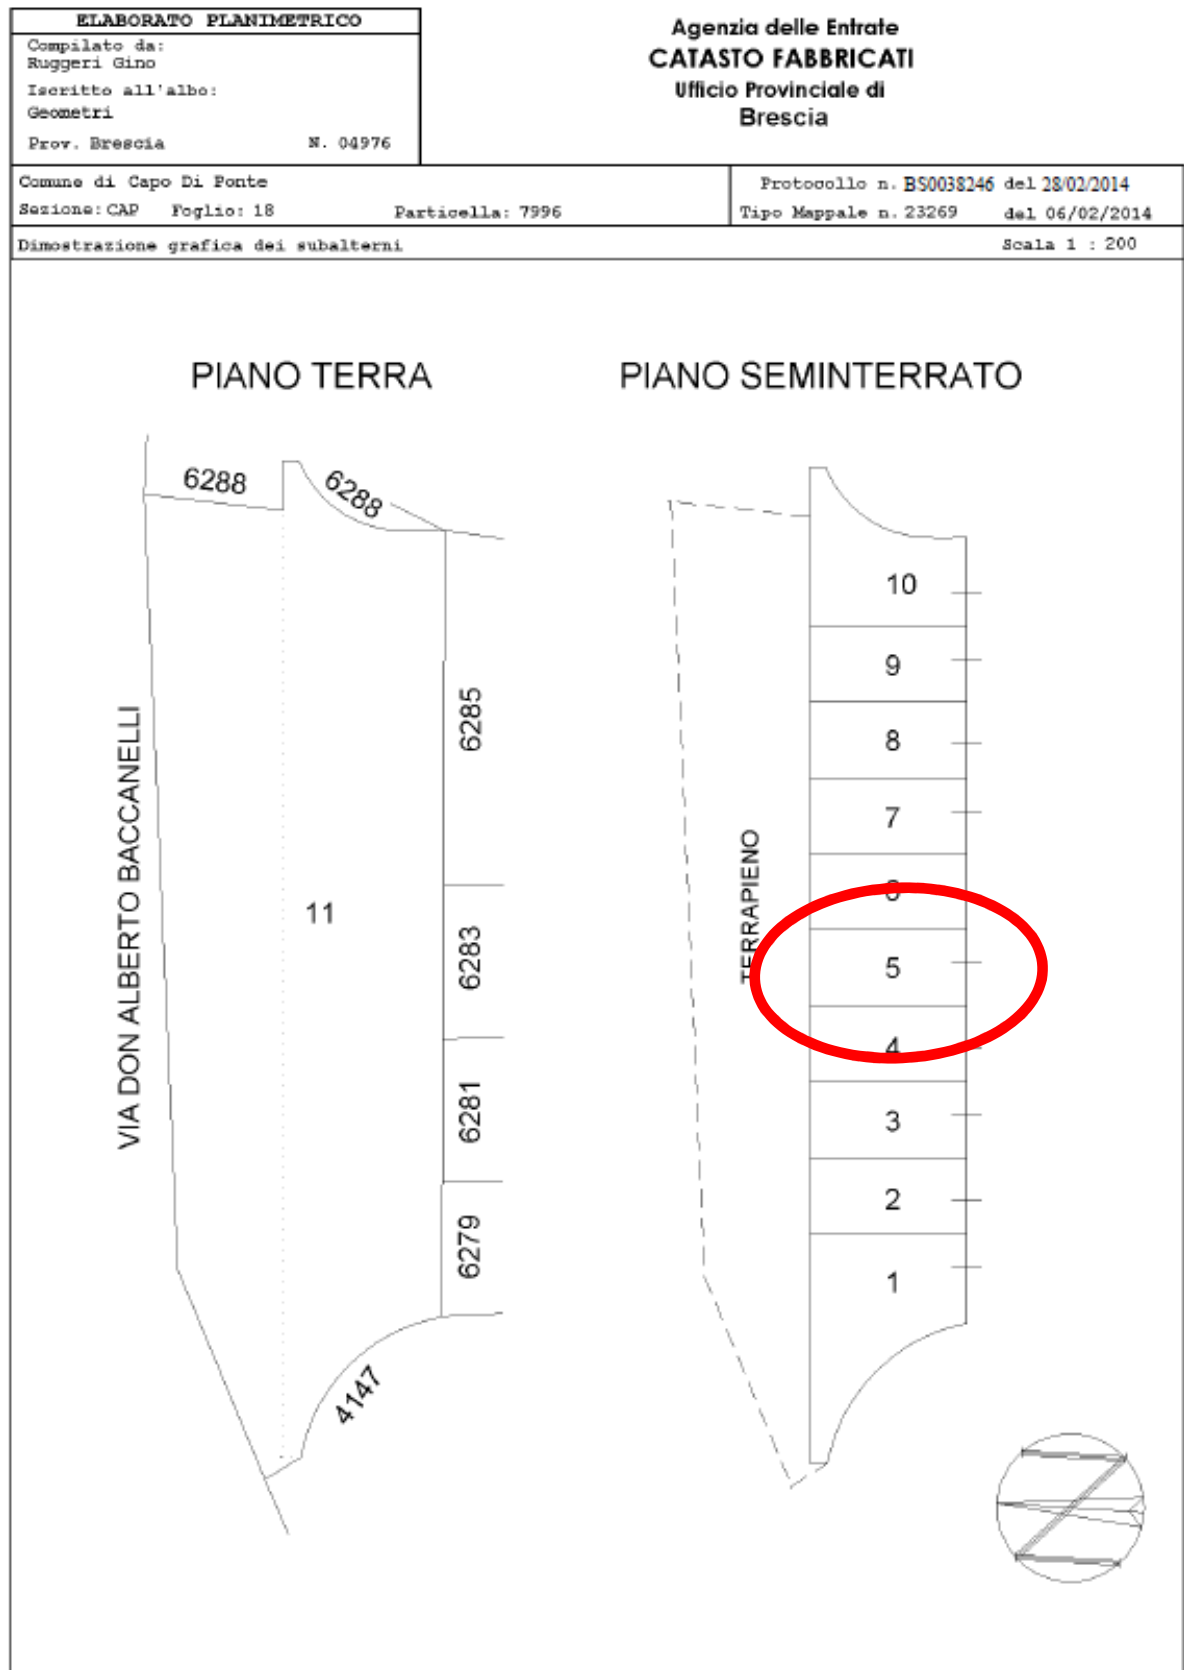 ELABORATO PLANIMETRICO
Compilato da:
Ruggeri Gino
Iscritto all'albo:
Geometri
Prov. Brescia N. 04976
Agenzia delle Entrate
CATASTO FABBRICATI
Ufficio Provinciale di
Brescia
Comune di Capo Di Ponte
Sezione: CAP Foglio: 18 Particella: 7996
Protocollo n. BS0038246 del 28/02/2014
Tipo Mappale n. 23269 del 06/02/2014
Dimostrazione grafica dei subalterni Scala 1 : 200
PIANO TERRA
6288
6288
VIA DON ALBERTO BACCANELLI
11
6285
6283
6281
6279
4147
PIANO SEMINTERRATO
TERRAPIENO
10
9
8
7
6
5
4
3
2
1
N